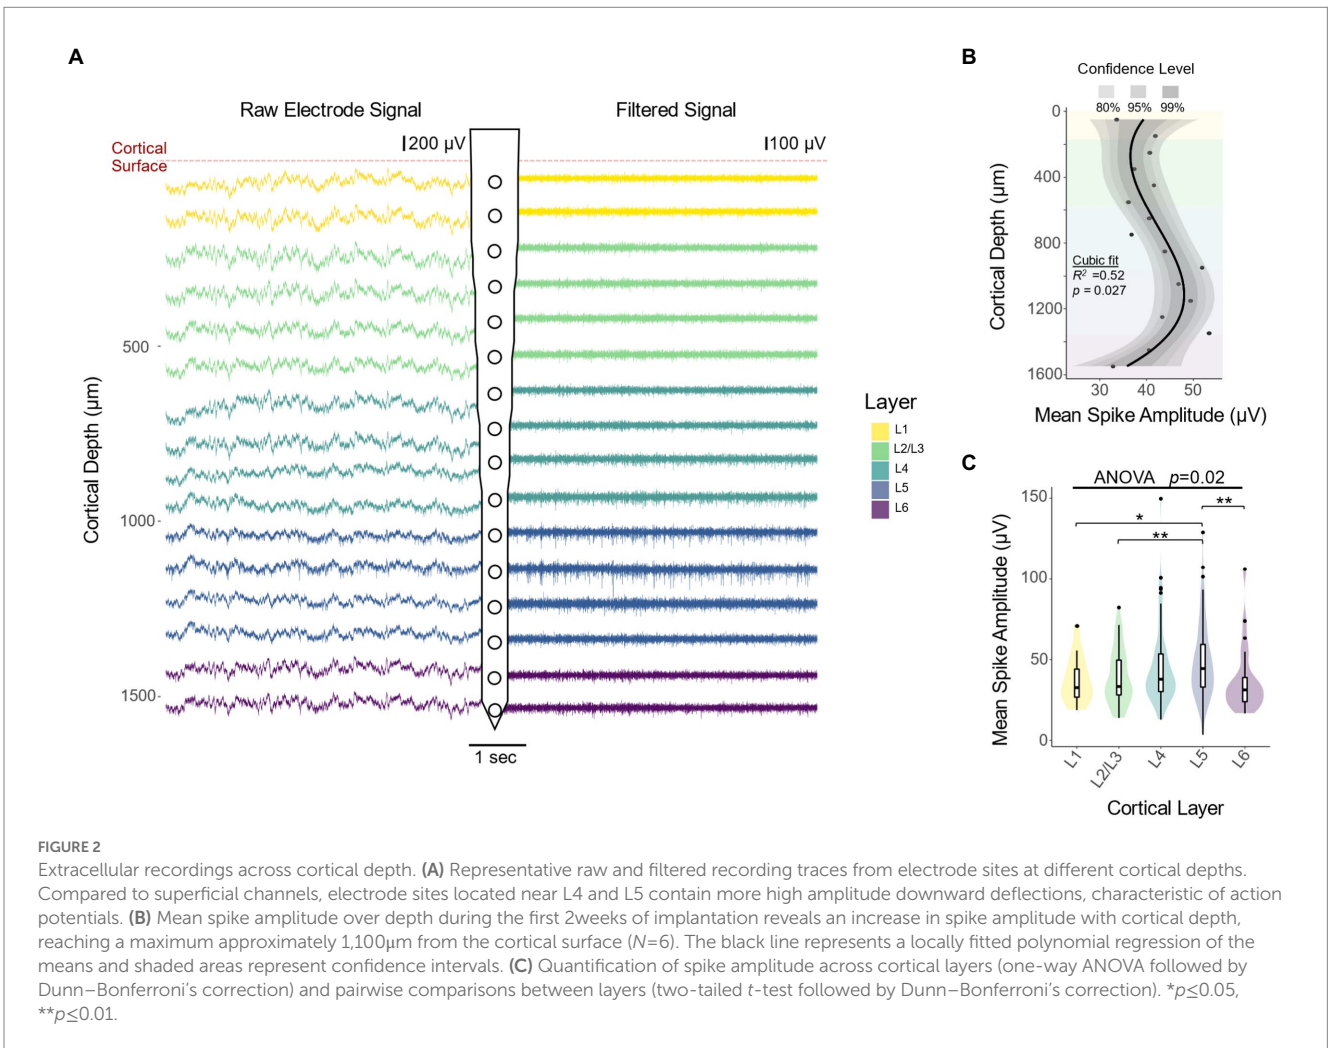 A
Raw Electrode Signal
Filtered Signal
200 µV
100 µV
Cortical
Surface
500
1000
1500
Cortical Depth (µm)
1 sec
Layer
L1
L2/L3
L4
L5
L6
B
Confidence Level
80% 95% 99%
0
400
800
1200
1600
Cortical Depth (µm)
Cubic fit
R² =0.52
p = 0.027
30 40 50
Mean Spike Amplitude (µV)
C
ANOVA p=0.02
**
*
**
150
100
50
0
Mean Spike Amplitude (µV)
L1 L2/L3 L4 L5 L6
Cortical Layer
FIGURE 2
Extracellular recordings across cortical depth. (A) Representative raw and filtered recording traces from electrode sites at different cortical depths.
Compared to superficial channels, electrode sites located near L4 and L5 contain more high amplitude downward deflections, characteristic of action
potentials. (B) Mean spike amplitude over depth during the first 2weeks of implantation reveals an increase in spike amplitude with cortical depth,
reaching a maximum approximately 1,100µm from the cortical surface (N=6). The black line represents a locally fitted polynomial regression of the
means and shaded areas represent confidence intervals. (C) Quantification of spike amplitude across cortical layers (one-way ANOVA followed by
Dunn–Bonferroni's correction) and pairwise comparisons between layers (two-tailed t-test followed by Dunn–Bonferroni's correction). *p≤0.05,
**p≤0.01.